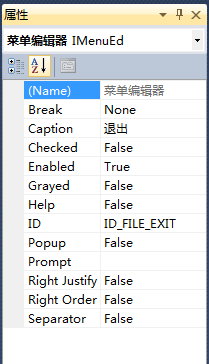 属性
菜单编辑器 IMenuEd
(Name) 菜单编辑器
Break None
Caption 退出
Checked False
Enabled True
Grayed False
Help False
ID ID_FILE_EXIT
Popup False
Prompt
Right Justify False
Right Order False
Separator False